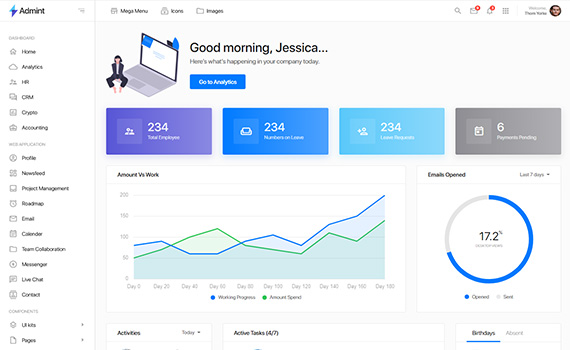 Admint
Mega Menu
Icons
Images
Welcome,
Thom Yorke
DASHBOARD
Home
Analytics
HR
CRM
Crypto
Accounting
WEB APPLICATION
Profile
Newsfeed
Project Management
Roadmap
Email
Calender
Team Collaboration
Messenger
Live Chat
Contact
COMPONENTS
UI kits
Pages
Good morning, Jessica...
Here's what's happening in your company today.
Go to Analytics
234
Total Employee
234
Numbers on Leave
234
Leave Requests
6
Payments Pending
Amount Vs Work
200
150
100
50
0
Day 0 Day 20 Day 40 Day 60 Day 80 Day 100 Day 120 Day 140 Day 160 Day 180
Working Progress Amount Spend
Emails Opened
Last 7 days
17.2%
Opened Sent
Activities
Today
Active Tasks (4/7)
Birthdays Absent